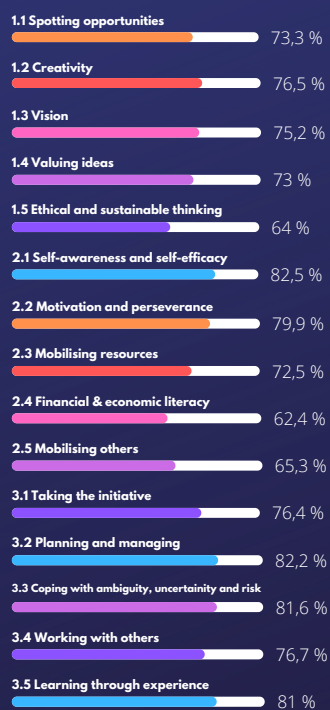 1.1 Spotting opportunities
73,3 %
1.2 Creativity
76,5 %
1.3 Vision
75,2 %
1.4 Valuing ideas
73 %
1.5 Ethical and sustainable thinking
64 %
2.1 Self-awareness and self-efficacy
82,5 %
2.2 Motivation and perseverance
79,9 %
2.3 Mobilising resources
72,5 %
2.4 Financial & economic literacy
62,4 %
2.5 Mobilising others
65,3 %
3.1 Taking the initiative
76,4 %
3.2 Planning and managing
82,2 %
3.3 Coping with ambiguity, uncertainity and risk
81,6 %
3.4 Working with others
76,7 %
3.5 Learning through experience
81 %